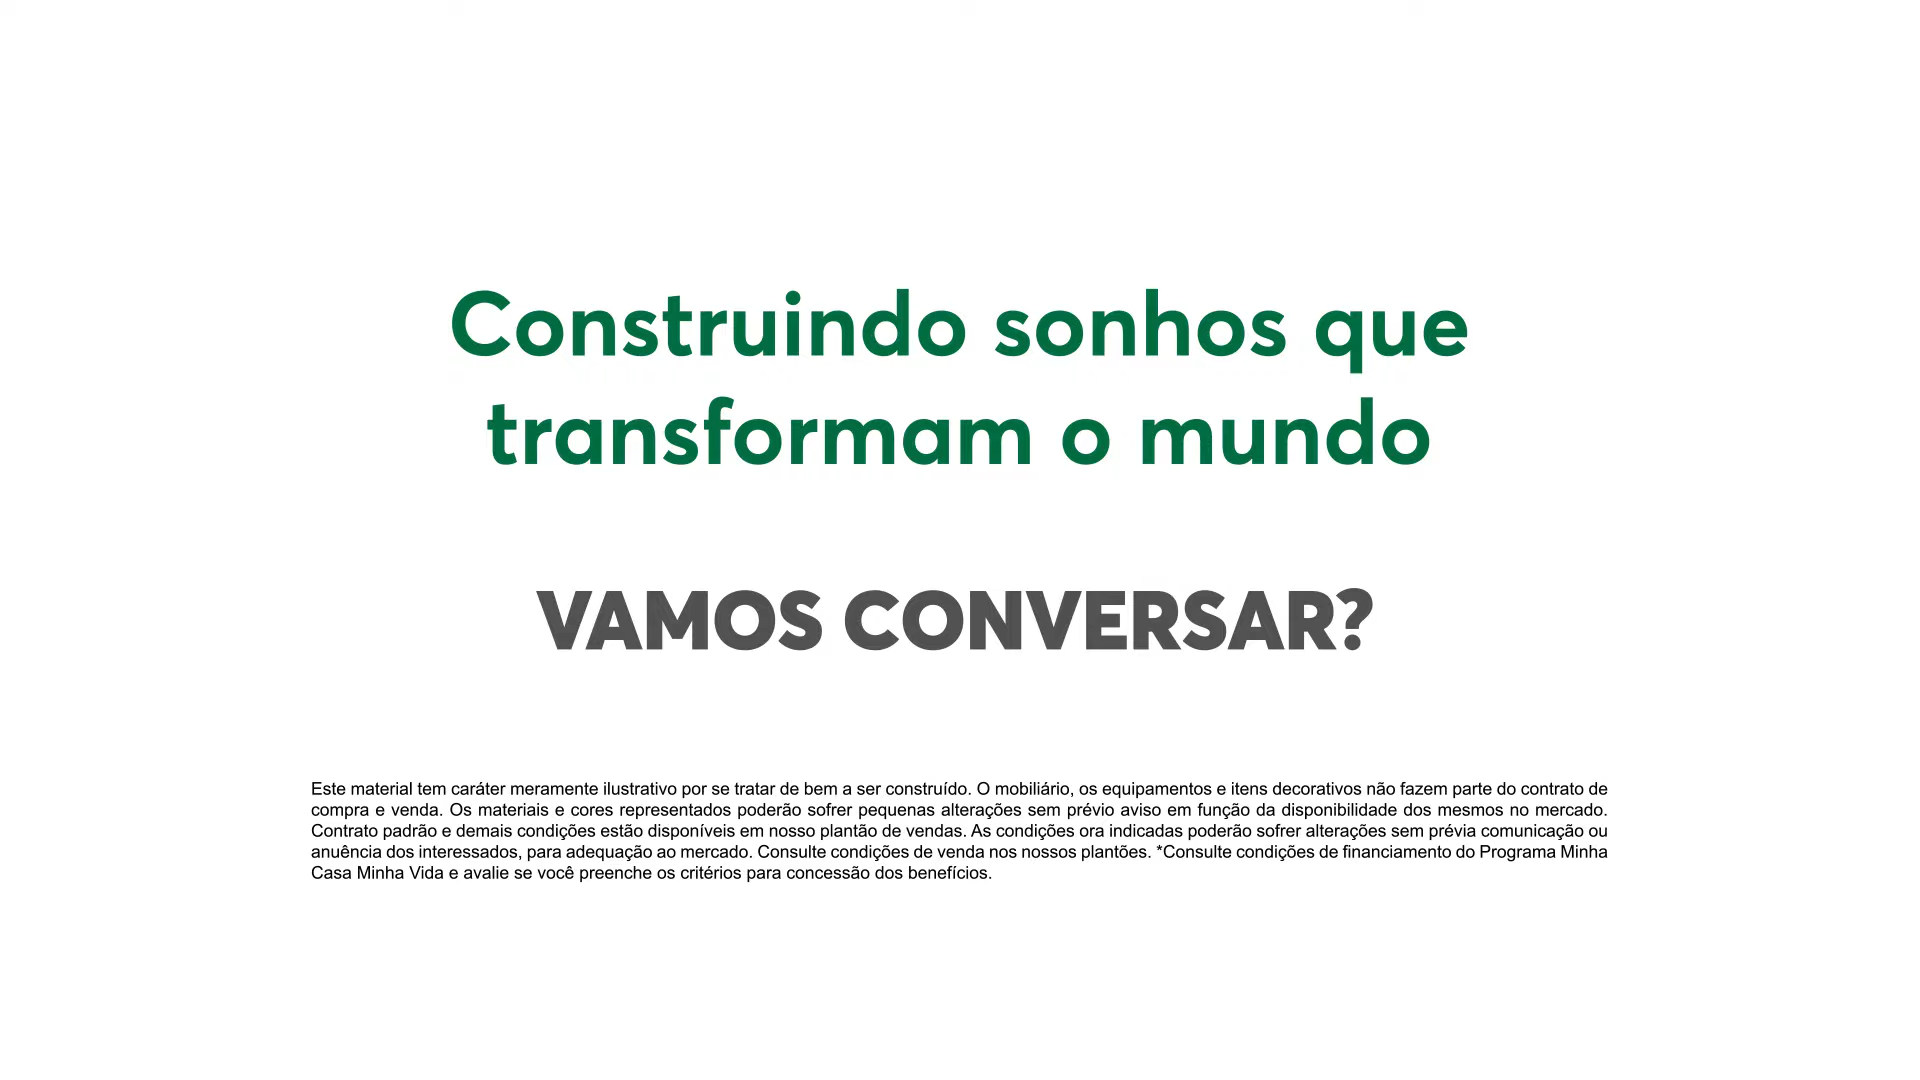 Construindo sonhos que
transformam o mundo
VAMOS CONVERSAR?
Este material tem caráter meramente ilustrativo por se tratar de bem a ser construído. O mobiliário, os equipamentos e itens decorativos não fazem parte do contrato de
compra e venda. Os materiais e cores representados poderão sofrer pequenas alterações sem prévio aviso em função da disponibilidade dos mesmos no mercado.
Contrato padrão e demais condições estão disponíveis em nosso plantão de vendas. As condições ora indicadas poderão sofrer alterações sem prévia comunicação ou
anuência dos interessados, para adequação ao mercado. Consulte condições de venda nos nossos plantões. *Consulte condições de financiamento do Programa Minha
Casa Minha Vida e avalie se você preenche os critérios para concessão dos benefícios.